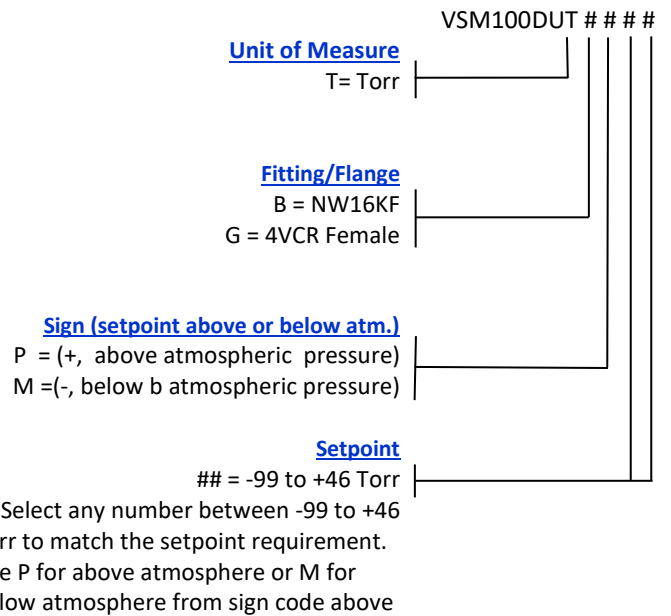 VSM100DUT # # # #
Unit of Measure
T= Torr
Fitting/Flange
B = NW16KF
G = 4VCR Female
Sign (setpoint above or below atm.)
P = (+, above atmospheric pressure)
M =(-, below b atmospheric pressure)
Setpoint
## = -99 to +46 Torr
Select any number between -99 to +46
rr to match the setpoint requirement.
e P for above atmosphere or M for
low atmosphere from sign code above